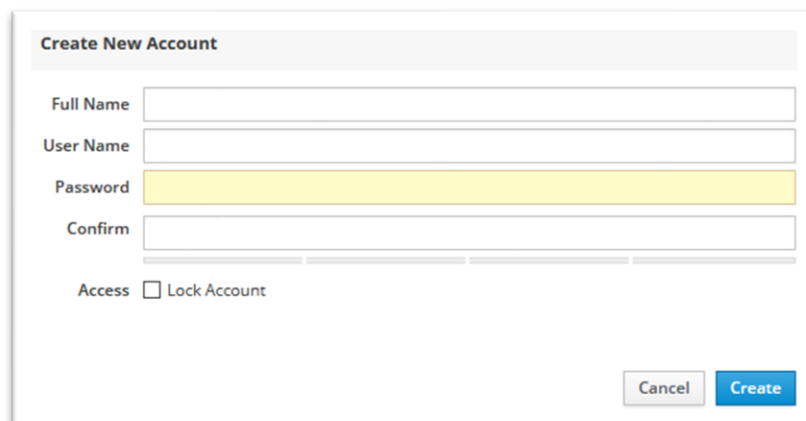 Create New Account
Full Name
User Name
Password
Confirm
Access Lock Account
Cancel Create